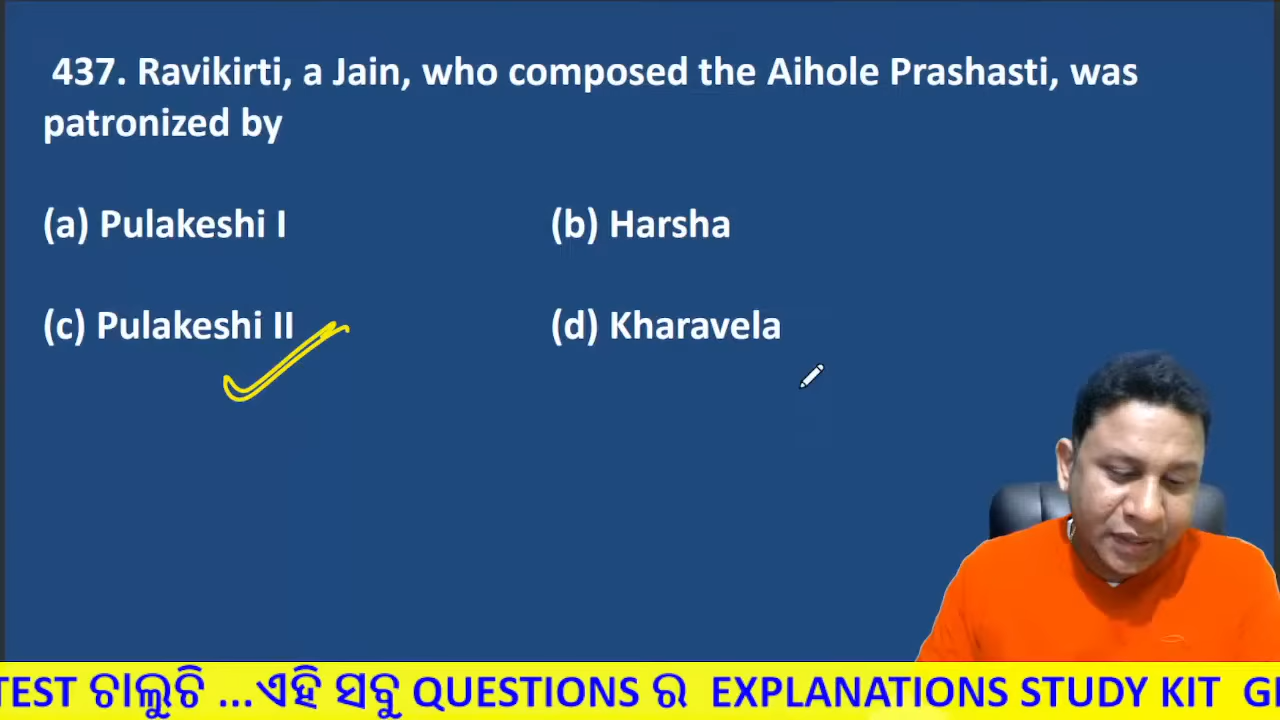 437. Ravikirti, a Jain, who composed the Aihole Prashasti, was
patronized by
(a) Pulakeshi I
(b) Harsha
(c) Pulakeshi II
(d) Kharavela
TEST ଚାଲୁଚି ...ଏହି ସବୁ QUESTIONS ର EXPLANATIONS STUDY KIT